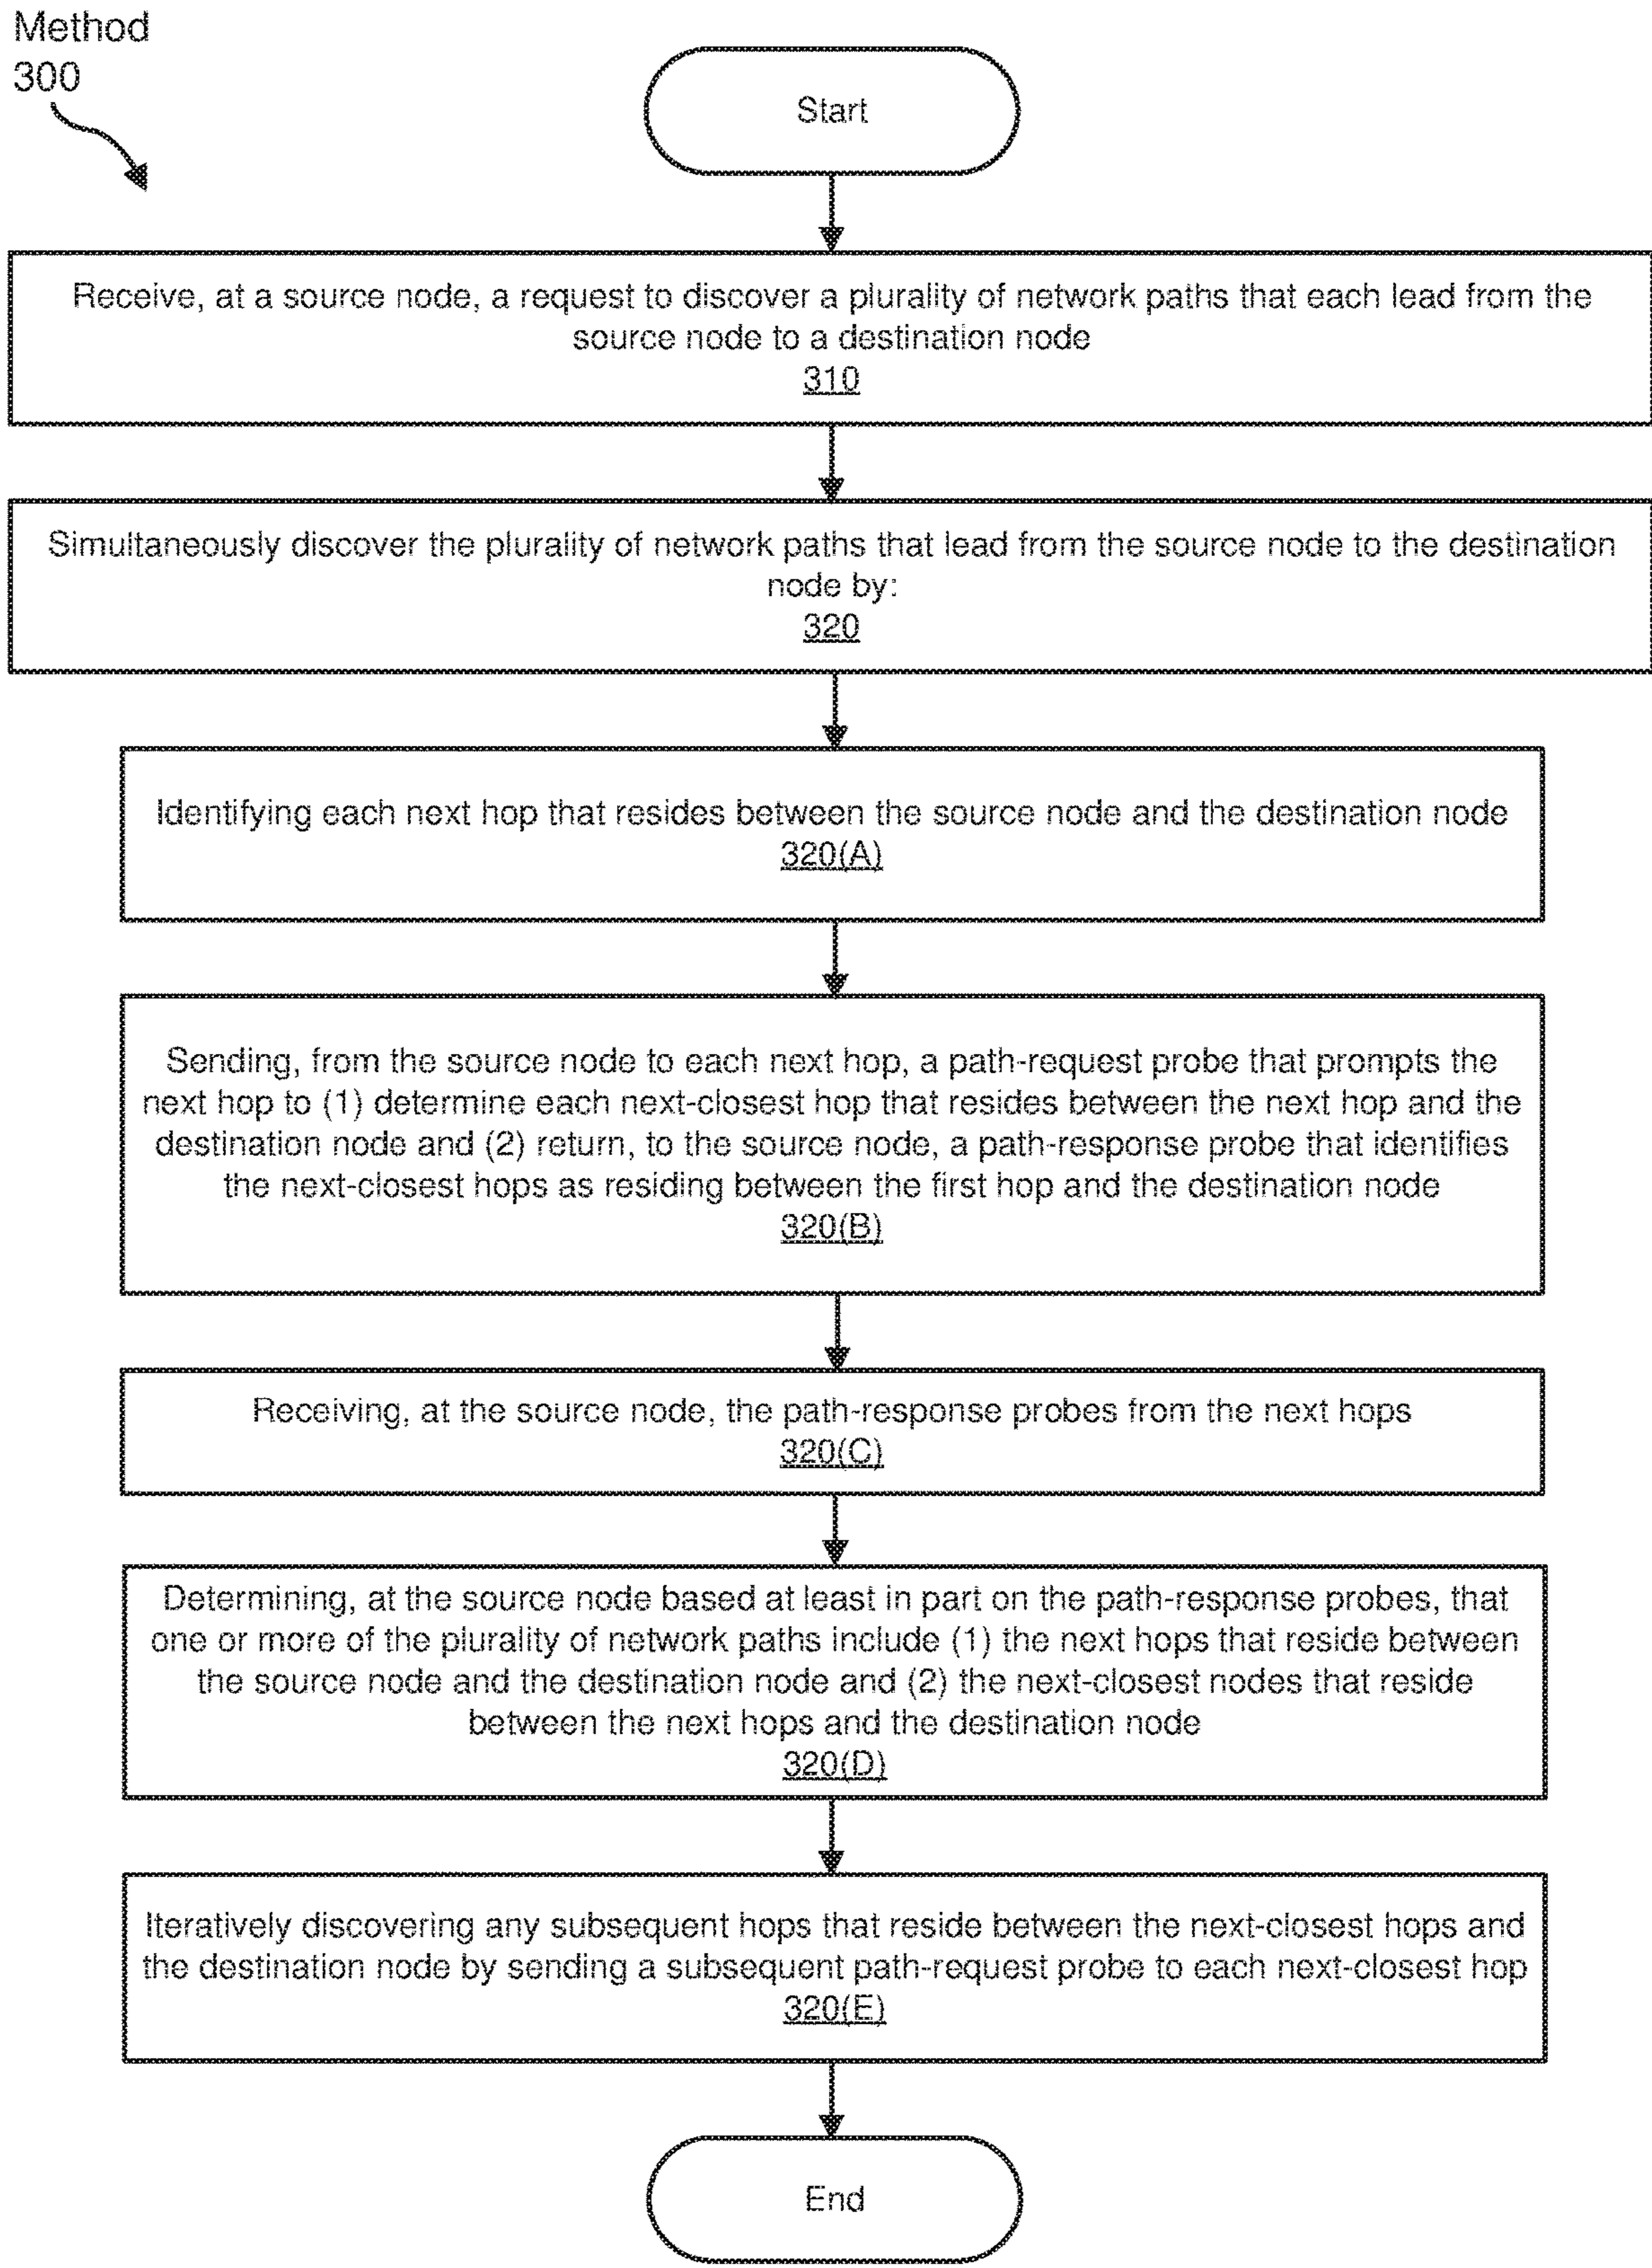 Method
300
Start
Receive, at a source node, a request to discover a plurality of network paths that each lead from the
source node to a destination node
310
Simultaneously discover the plurality of network paths that lead from the source node to the destination
node by:
320
Identifying each next hop that resides between the source node and the destination node
320(A)
Sending, from the source node to each next hop, a path-request probe that prompts the
next hop to (1) determine each next-closest hop that resides between the next hop and the
destination node and (2) return, to the source node, a path-response probe that identifies
the next-closest hops as residing between the first hop and the destination node
320(B)
Receiving, at the source node, the path-response probes from the next hops
320(C)
Determining, at the source node based at least in part on the path-response probes, that
one or more of the plurality of network paths include (1) the next hops that reside between
the source node and the destination node and (2) the next-closest nodes that reside
between the next hops and the destination node
320(D)
Iteratively discovering any subsequent hops that reside between the next-closest hops and
the destination node by sending a subsequent path-request probe to each next-closest hop
320(E)
End